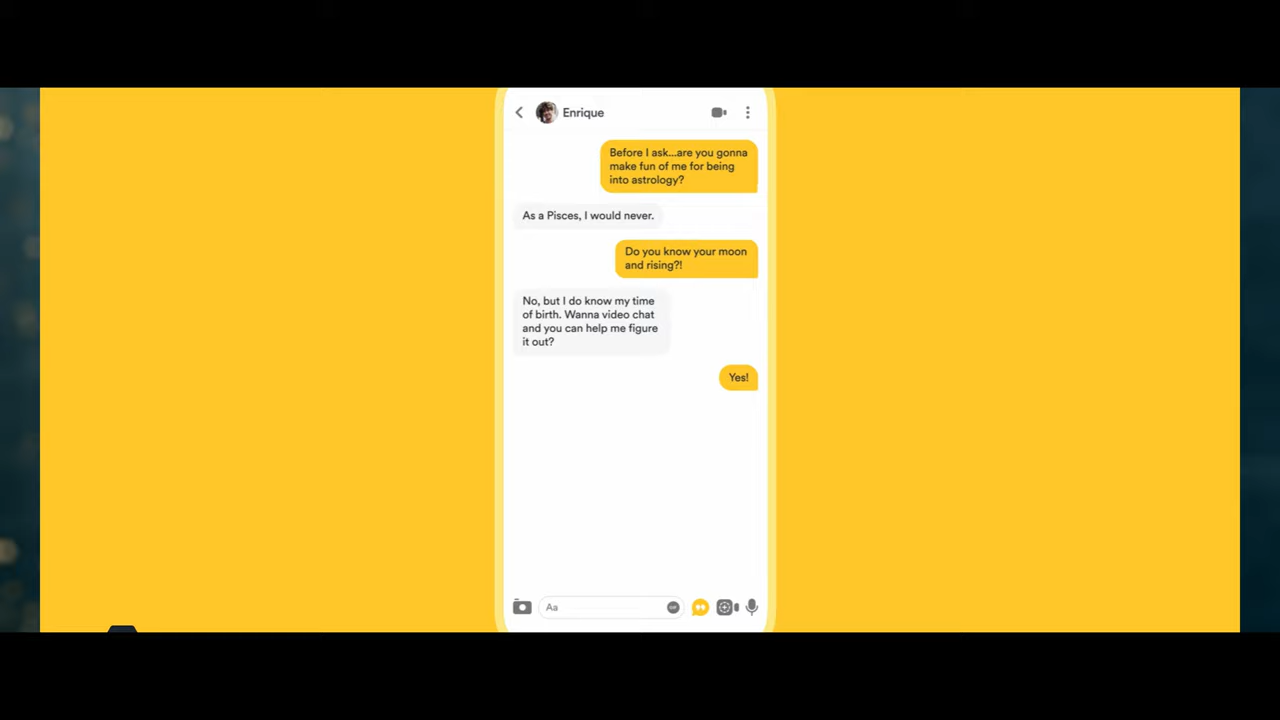 Enrique
Before I ask...are you gonna
make fun of me for being
into astrology?
As a Pisces, I would never.
Do you know your moon
and rising?!
No, but I do know my time
of birth. Wanna video chat
and you can help me figure
it out?
Yes!
Aa